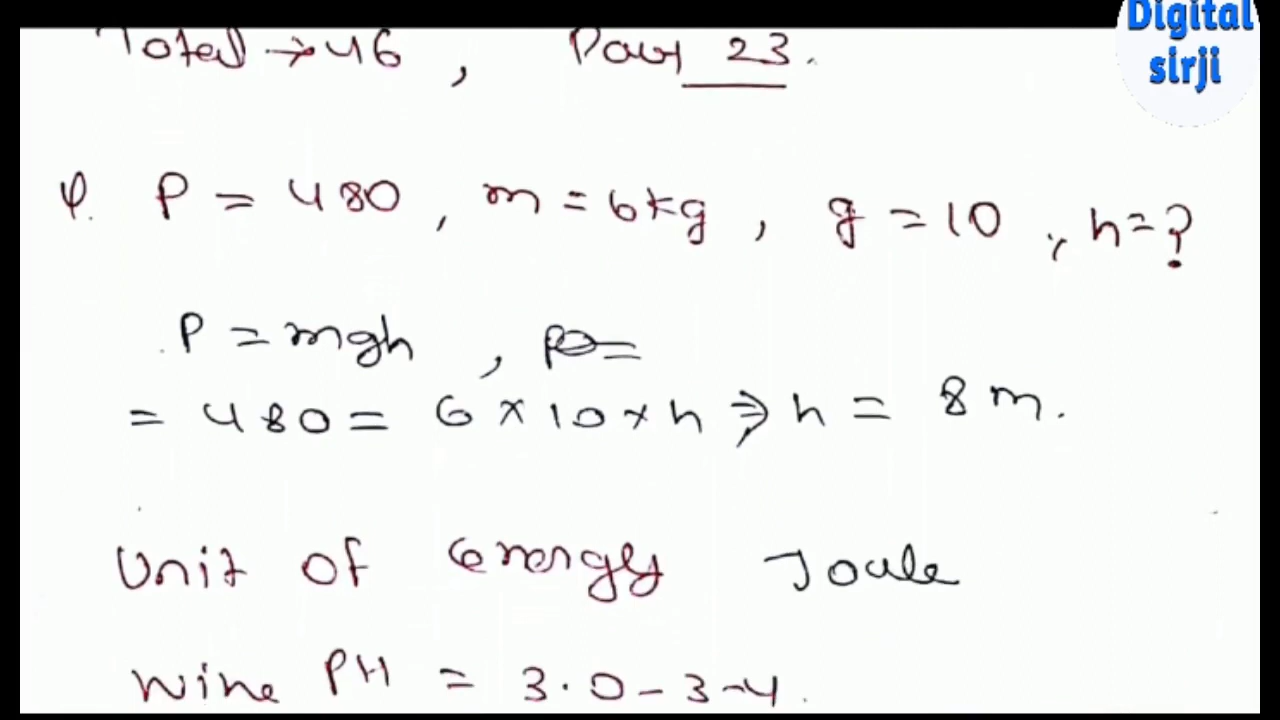 Digital
sirji
Total → 46 , Pair 23.
φ. P = 480 , m = 6kg , g = 10 , h = ?
P = mgh ,
= 480 = 6 × 10 × h ⇒ h = 8 m.
Unit of energy Joule
Wine PH = 3.0 - 3-4.